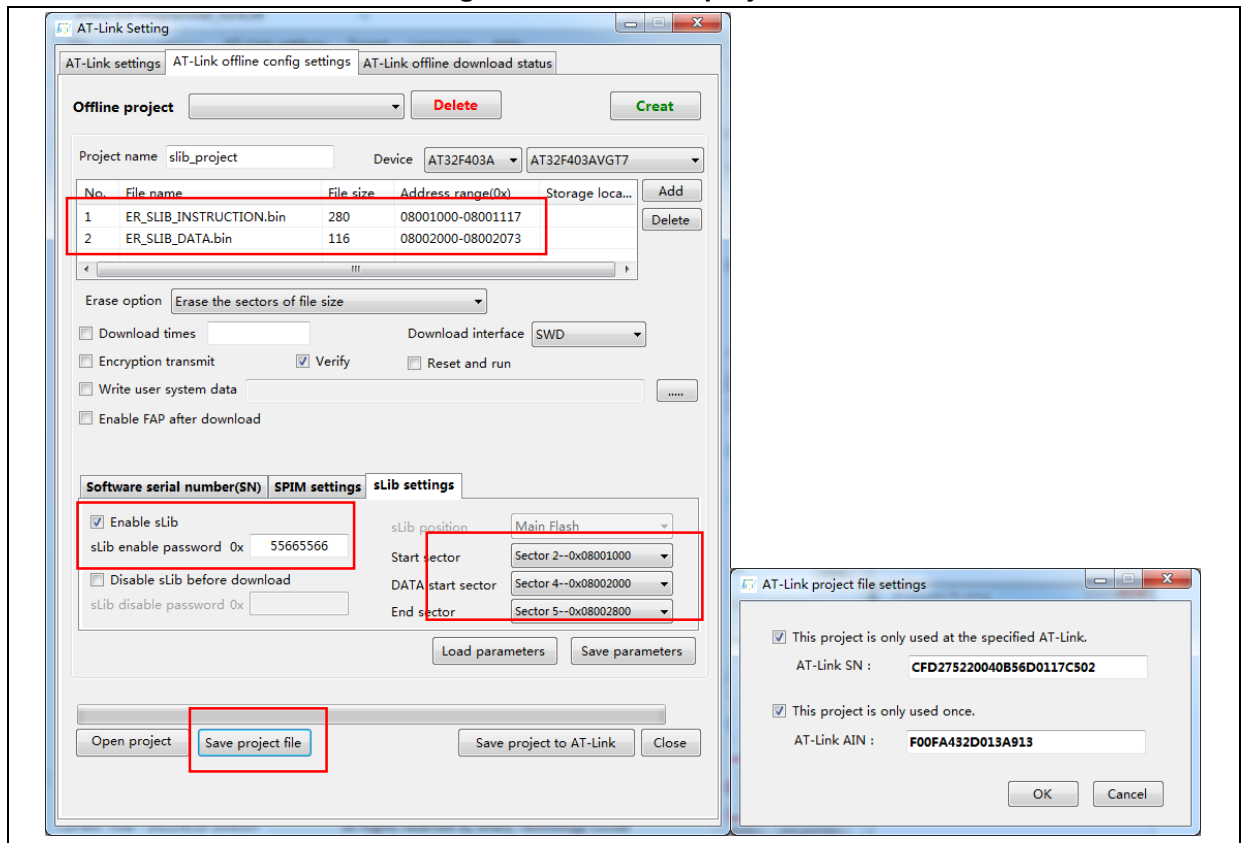 AT-Link Setting
AT-Link settings AT-Link offline config settings AT-Link offline download status
Offline project Delete Creat
Project name slib_project Device AT32F403A AT32F403AVGT7
No. File name File size Address range(0x) Storage loca... Add
1 ER_SLIB_INSTRUCTION.bin 280 08001000-08001117 Delete
2 ER_SLIB_DATA.bin 116 08002000-08002073
Erase option Erase the sectors of file size
Download times Download interface SWD
Encryption transmit Verify Reset and run
Write user system data .....
Enable FAP after download
Software serial number(SN) SPIM settings sLib settings
Enable sLib sLib position Main Flash
sLib enable password 0x 55665566 Start sector Sector 2--0x08001000
Disable sLib before download DATA start sector Sector 4--0x08002000
sLib disable password 0x End sector Sector 5--0x08002800
Load parameters Save parameters
Open project Save project file Save project to AT-Link Close
AT-Link project file settings
This project is only used at the specified AT-Link.
AT-Link SN : CFD275220040B56D0117C502
This project is only used once.
AT-Link AIN : F00FA432D013A913
OK Cancel